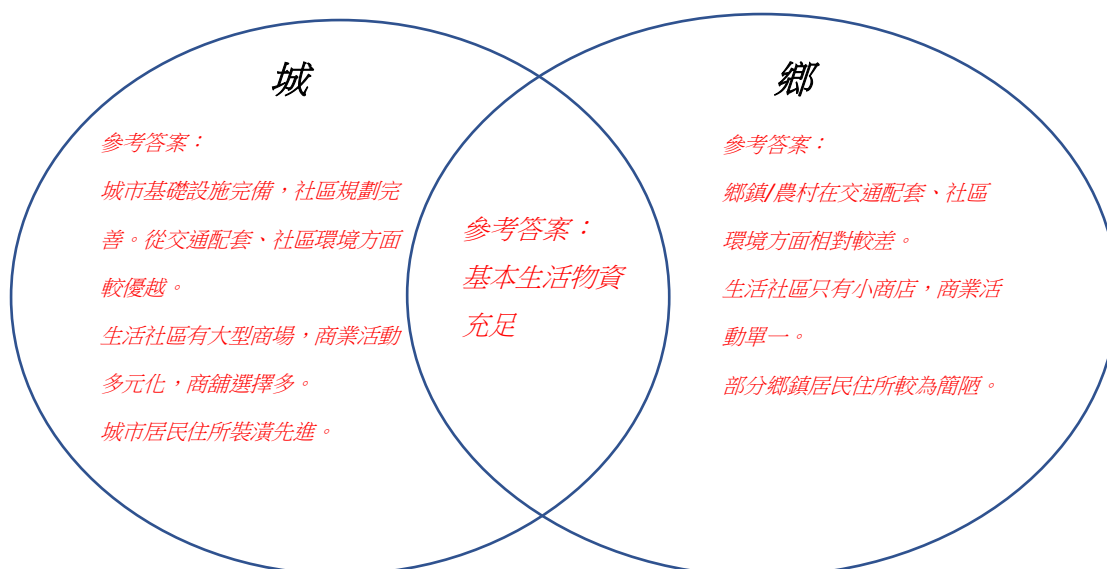 城
參考答案：
城市基礎設施完備，社區規劃完
善。從交通配套、社區環境方面
較優越。
生活社區有大型商場，商業活動
多元化，商舖選擇多。
城市居民住所裝潢先進。
參考答案：
基本生活物資
充足
鄉
參考答案：
鄉鎮/農村在交通配套、社區
環境方面相對較差。
生活社區只有小商店，商業活
動單一。
部分鄉鎮居民住所較為簡陋。